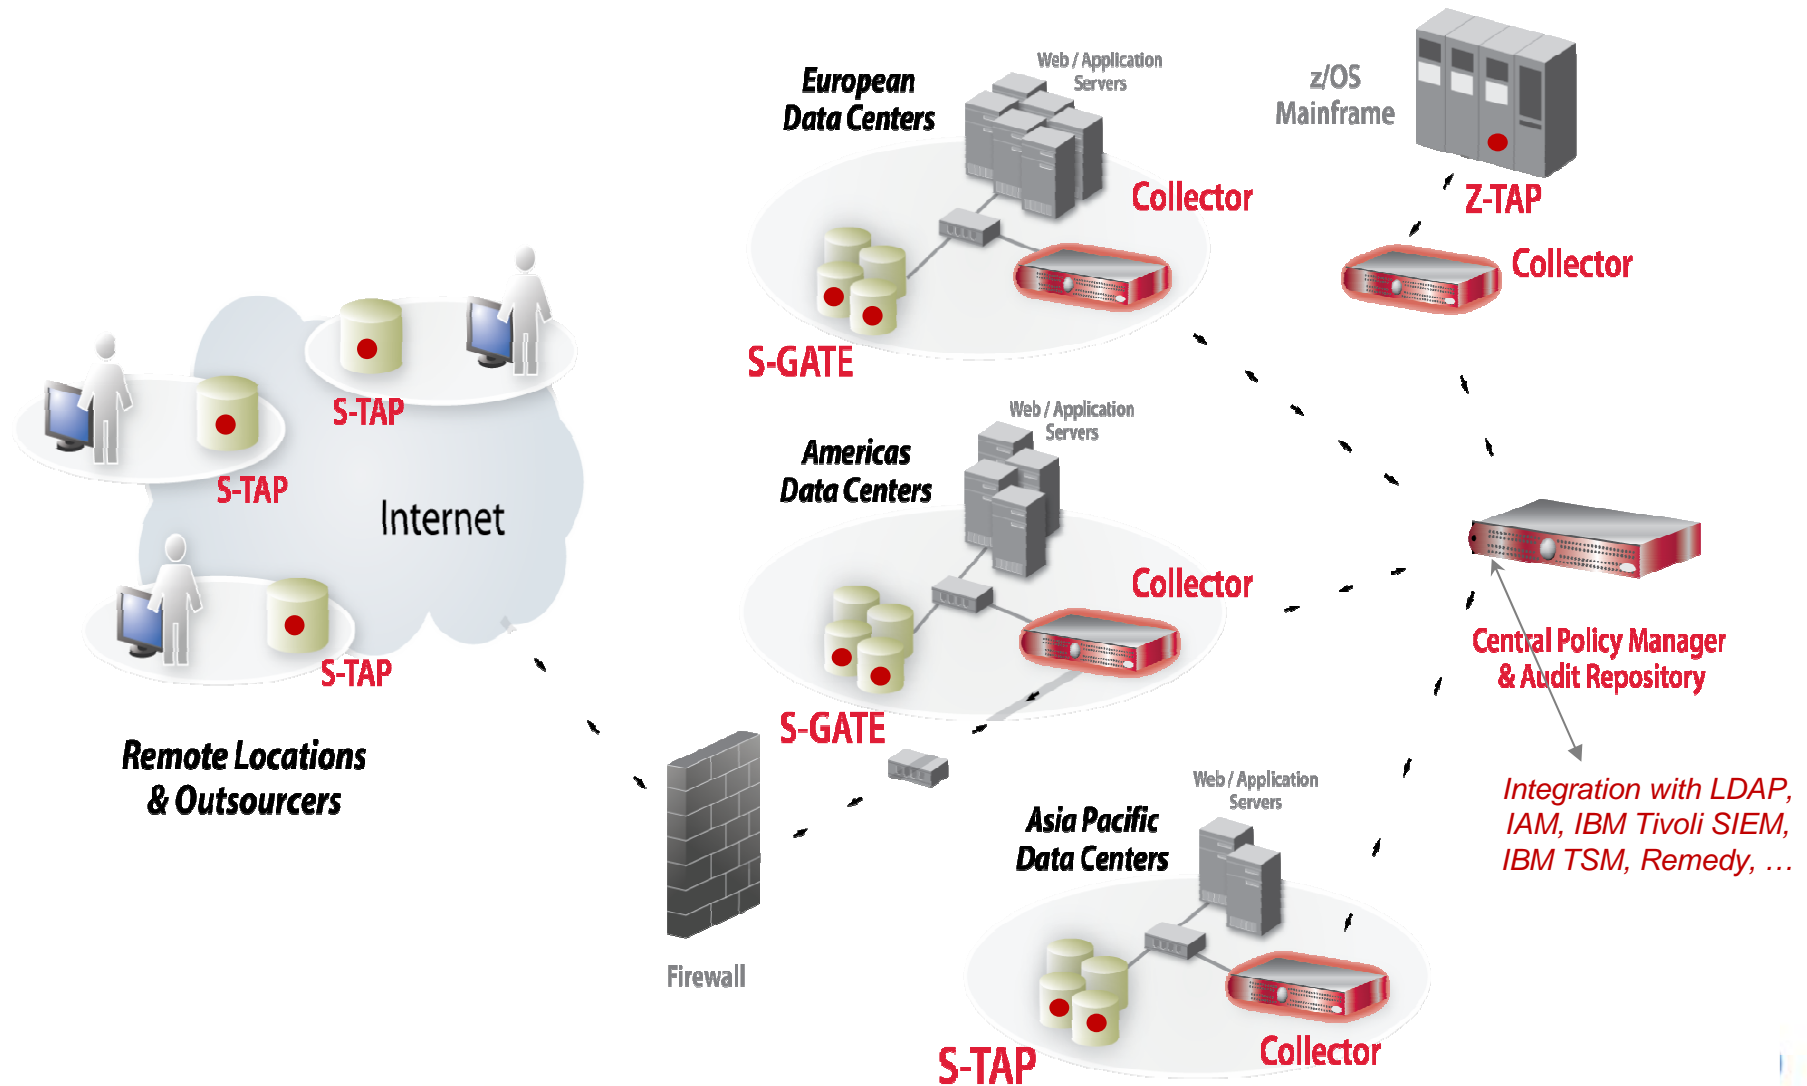 Web / Application
Servers
European
Data Centers
Collector
S-GATE
z/OS
Mainframe
Z-TAP
Collector
S-TAP
S-TAP
Internet
S-TAP
Remote Locations
& Outsourcers
Web / Application
Servers
Americas
Data Centers
Collector
S-GATE
Central Policy Manager
& Audit Repository
Integration with LDAP,
IAM, IBM Tivoli SIEM,
IBM TSM, Remedy, …
Firewall
Web / Application
Servers
Asia Pacific
Data Centers
S-TAP
Collector